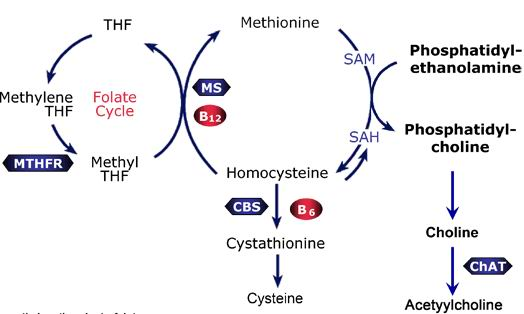 THF
Methionine
SAM
Phosphatidyl-
ethanolamine
Methylene
THF
Folate
Cycle
MS
B12
MTHFR
Methyl
THF
SAH
Phosphatidyl-
choline
Homocysteine
CBS
B6
Choline
Cystathionine
ChAT
Cysteine
Acetyylcholine